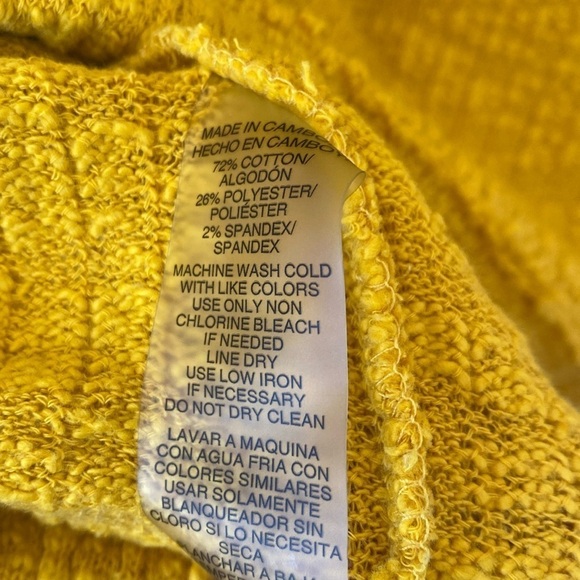 MADE IN CAMBO
HECHO EN CAMBO
72% COTTON/
ALGODÓN
26% POLYESTER/
POLIÉSTER
2% SPANDEX/
SPANDEX
MACHINE WASH COLD
WITH LIKE COLORS
USE ONLY NON
CHLORINE BLEACH
IF NEEDED
LINE DRY
USE LOW IRON
IF NECESSARY
DO NOT DRY CLEAN
LAVAR A MAQUINA
CON AGUA FRIA CON
COLORES SIMILARES
USAR SOLAMENTE
BLANQUEADOR SIN
CLORO SI LO NECESITA
SECA
LANCHAR A BAJA